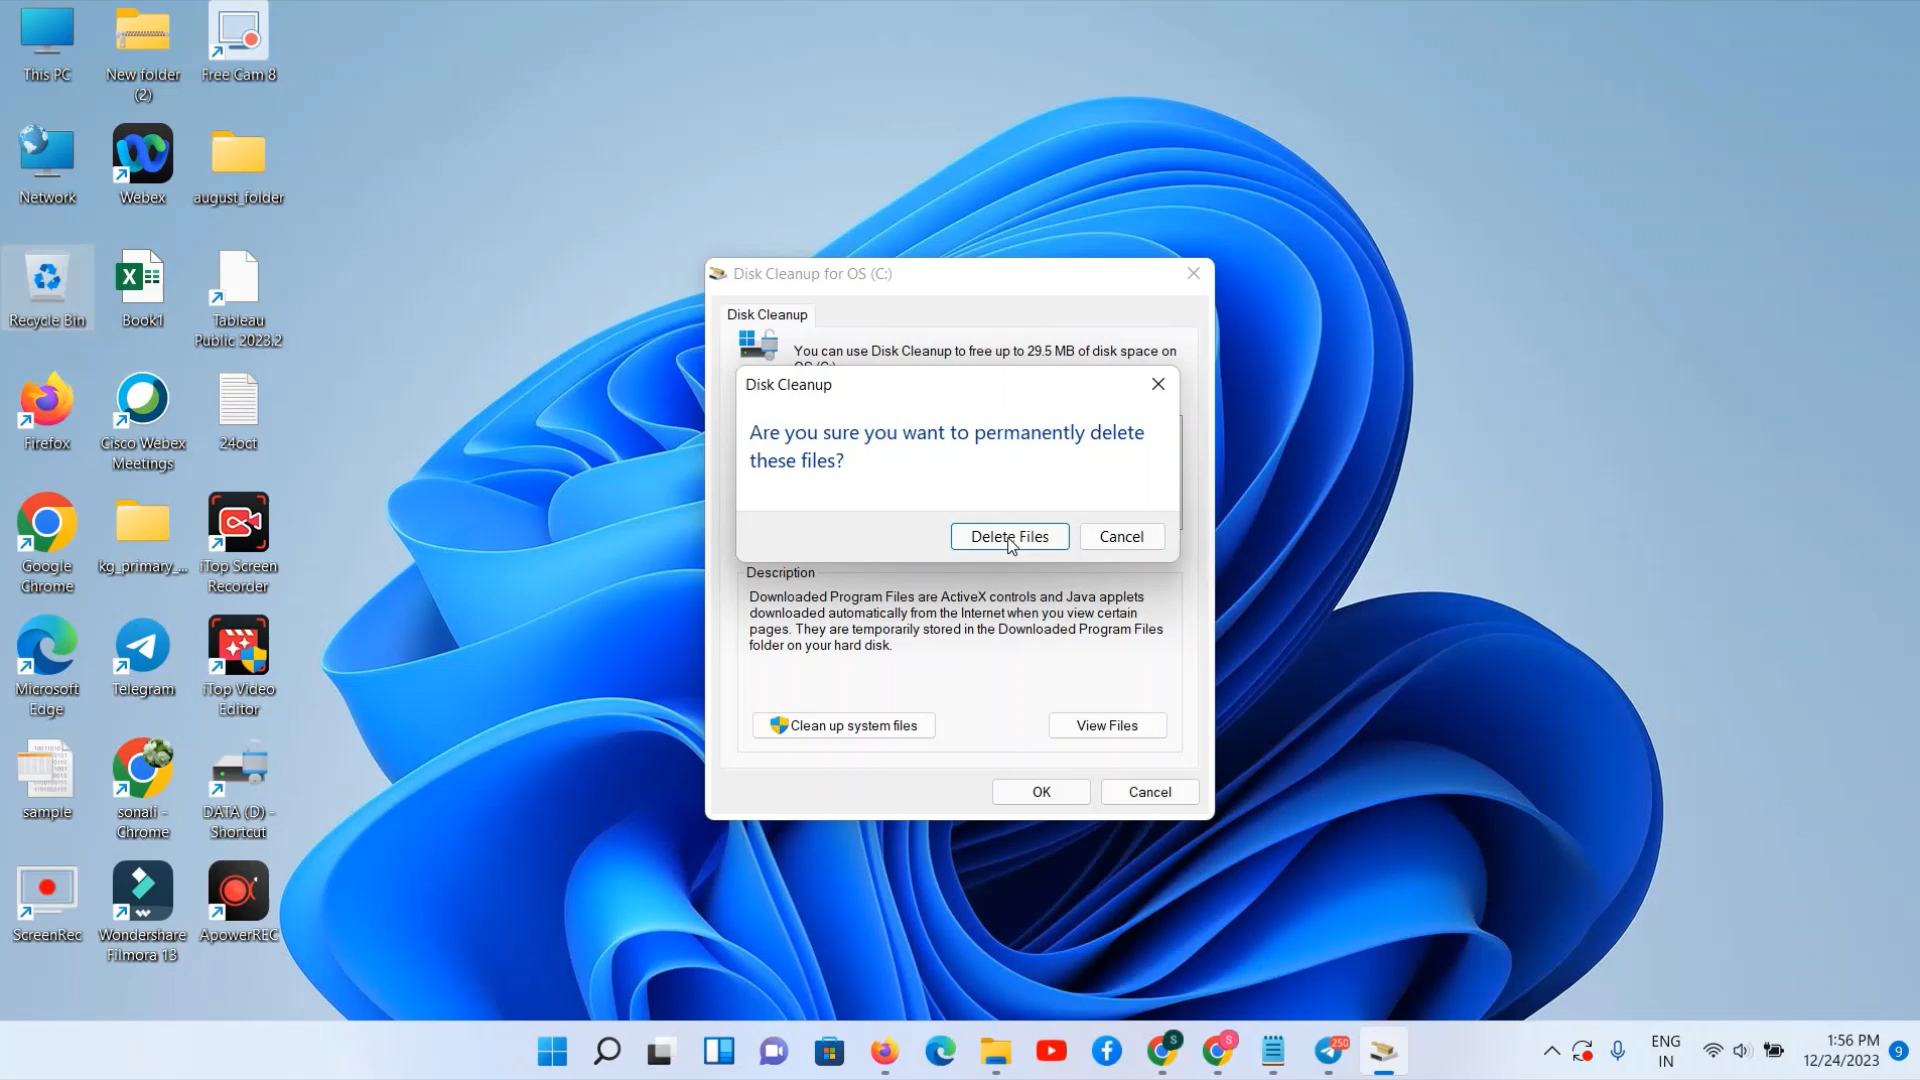 This PC
New folder
(2)
Free Cam 8
Network
Webex
august_folder
Recycle Bin
Book1
Tableau
Public 2023.2
Firefox
Cisco Webex
Meetings
24oct
Google
Chrome
kg_primary_...
iTop Screen
Recorder
Microsoft
Edge
Telegram
iTop Video
Editor
sample
sonali -
Chrome
DATA (D) -
Shortcut
ScreenRec
Wondershare
Filmora 13
ApowerREC
Disk Cleanup for OS (C:)
Disk Cleanup
You can use Disk Cleanup to free up to 29.5 MB of disk space on
OS (C:).
Disk Cleanup
Are you sure you want to permanently delete
these files?
Delete Files
Cancel
Description
Downloaded Program Files are ActiveX controls and Java applets
downloaded automatically from the Internet when you view certain
pages. They are temporarily stored in the Downloaded Program Files
folder on your hard disk.
Clean up system files
View Files
OK
Cancel
S
S
250
ENG
IN
1:56 PM
12/24/2023
9